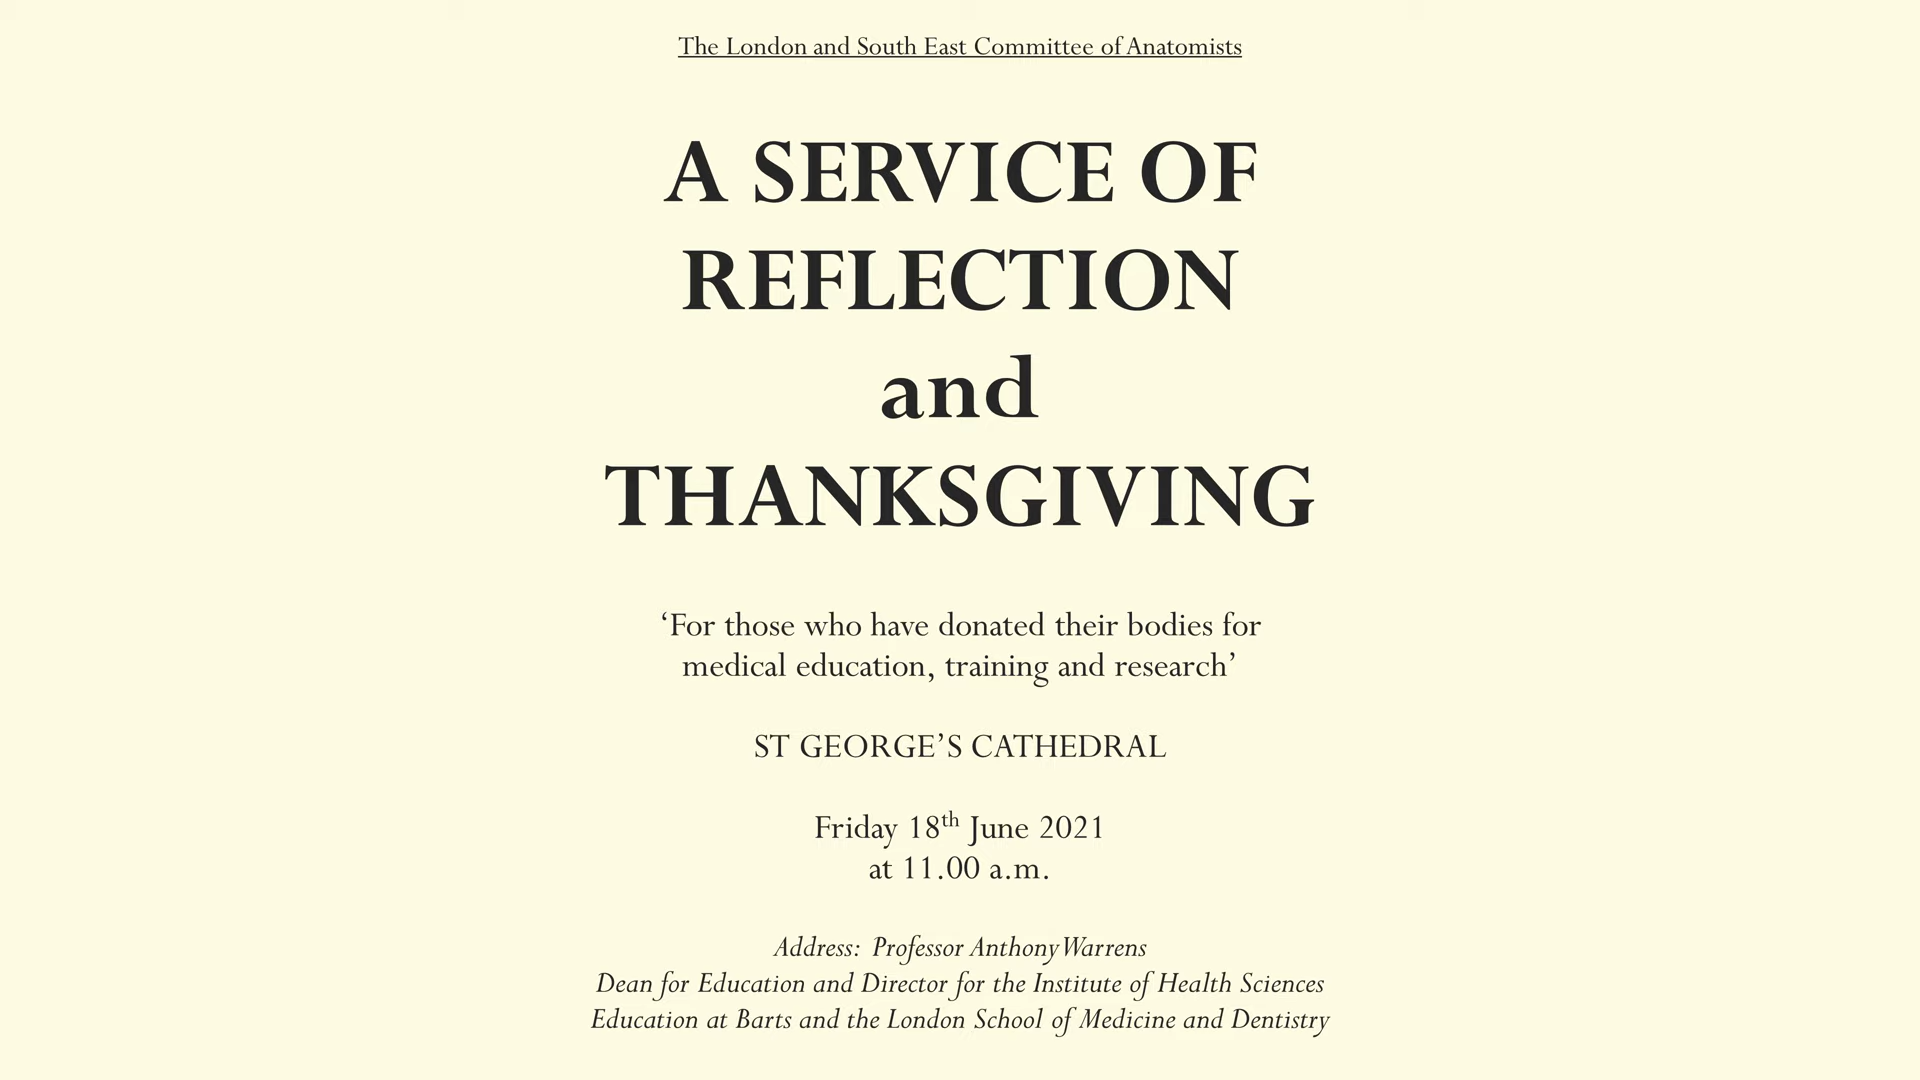 The London and South East Committee of Anatomists
A SERVICE OF
REFLECTION
and
THANKSGIVING
‘For those who have donated their bodies for
medical education, training and research’
ST GEORGE’S CATHEDRAL
Friday 18th June 2021
at 11.00 a.m.
Address: Professor Anthony Warrens
Dean for Education and Director for the Institute of Health Sciences
Education at Barts and the London School of Medicine and Dentistry